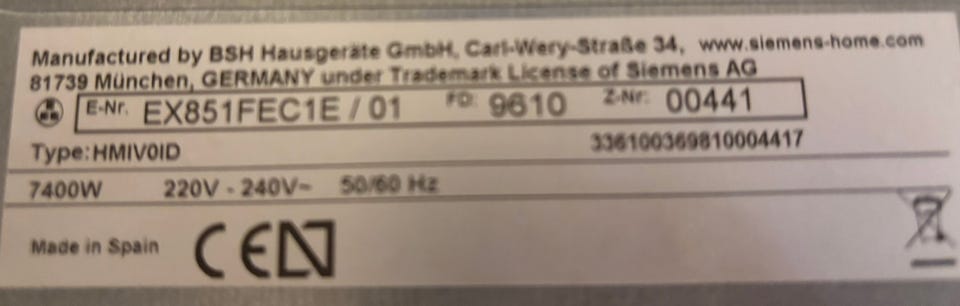 Manufactured by BSH Hausgeräte GmbH, Carl-Wery-Straße 34, www.siemens-home.com
81739 München, GERMANY under Trademark License of Siemens AG
E-Nr. EX851FEC1E / 01 FD: 9610 Z-Nr: 00441
Type:HMIV0ID 336100369810004417
7400W 220V - 240V~ 50/60 Hz
Made in Spain CE N